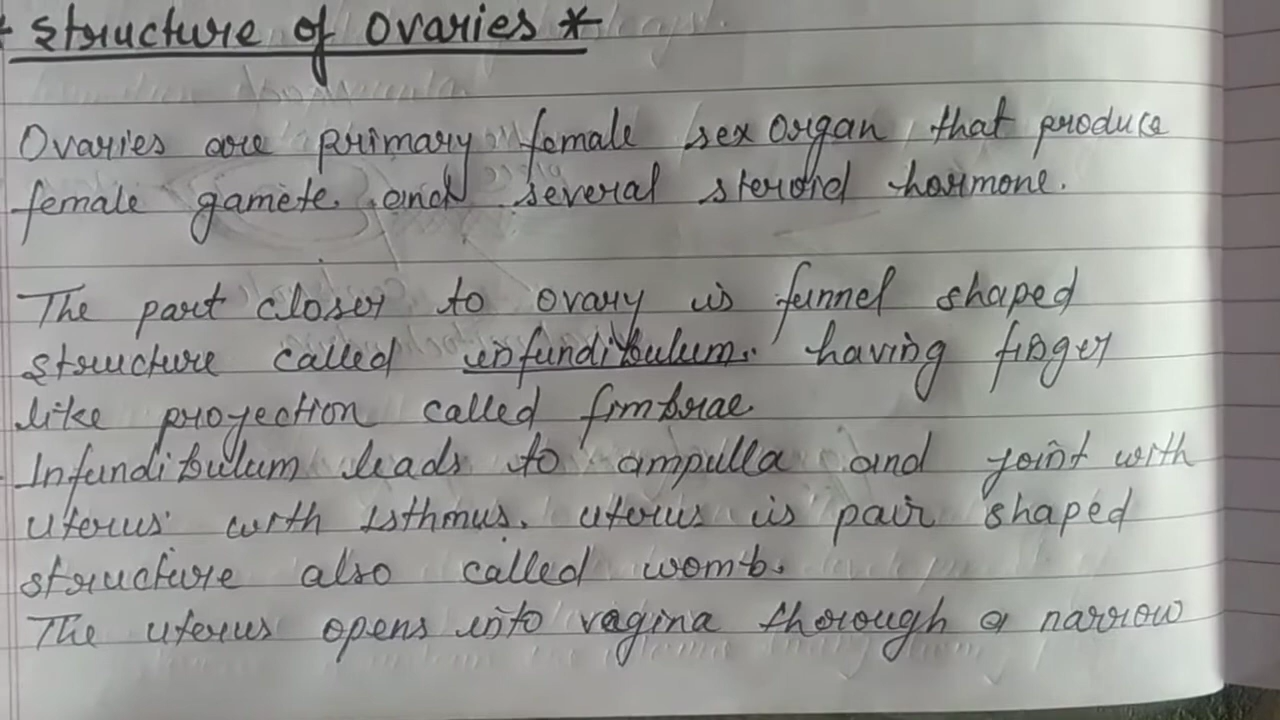 * Structure of Ovaries *
Ovaries are primary female sex organ that produce
female gamete. and several steroid hormone.
The part closer to ovary is funnel shaped
structure called infundibulum. having finger
like projection called fimbrae.
Infundibulum leads to ampulla and joint with
uterus with isthmus. uterus is pair shaped
structure also called womb.
The uterus opens into vagina thorough a narrow